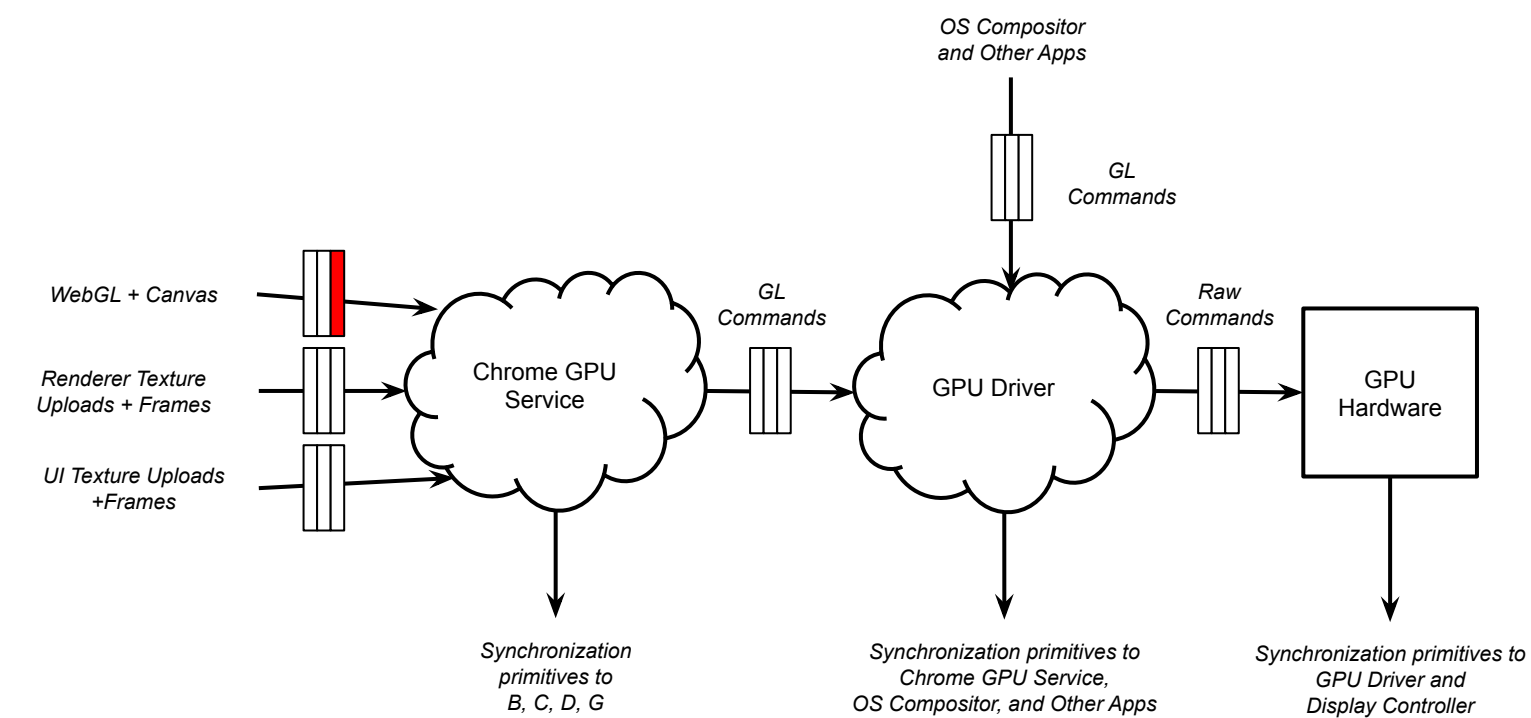 OS Compositor
and Other Apps
GL
Commands
WebGL + Canvas
Renderer Texture
Uploads + Frames
UI Texture Uploads
+Frames
Chrome GPU
Service
GL
Commands
GPU Driver
Raw
Commands
GPU
Hardware
Synchronization
primitives to
B, C, D, G
Synchronization primitives to
Chrome GPU Service,
OS Compositor, and Other Apps
Synchronization primitives to
GPU Driver and
Display Controller